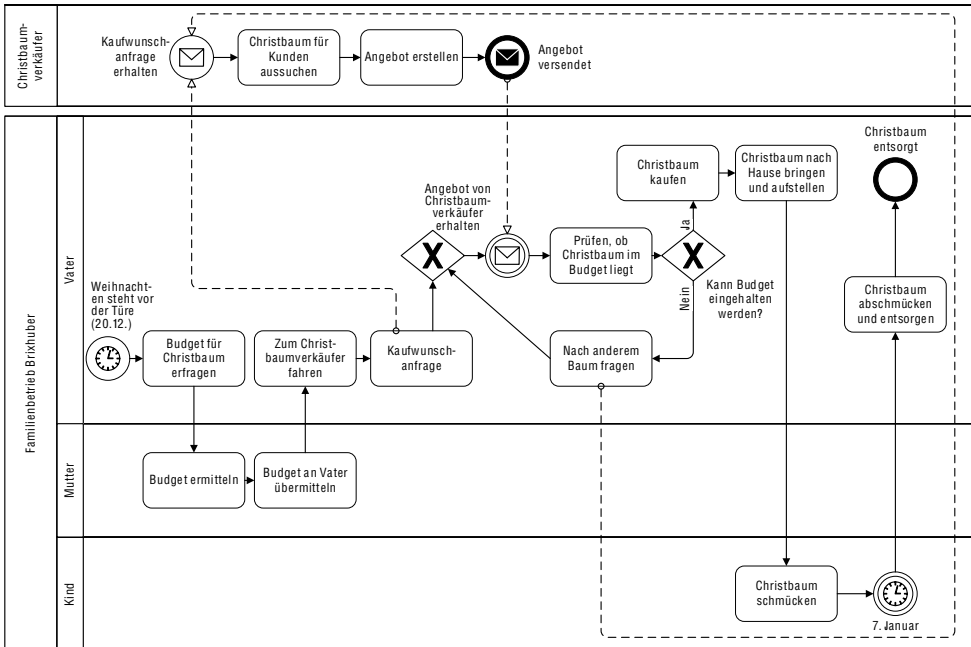 Christbaum-
verkäufer
Kaufwunsch-
anfrage
erhalten
Christbaum für
Kunden
aussuchen
Angebot erstellen
Angebot
versendet
Familienbetrieb Brixhuber
Vater
Weihnacht-
en steht vor
der Türe
(20.12.)
Budget für
Christbaum
erfragen
Zum Christ-
baumverkäufer
fahren
Kaufwunsch-
anfrage
X
Angebot von
Christbaum-
verkäufer
erhalten
Prüfen, ob
Christbaum im
Budget liegt
X
Kann Budget
eingehalten
werden?
Ja
Nein
Nach anderem
Baum fragen
Christbaum
kaufen
Christbaum nach
Hause bringen
und aufstellen
Christbaum
entsorgt
Christbaum
abschmücken
und entsorgen
Mutter
Budget ermitteln
Budget an Vater
übermitteln
Kind
Christbaum
schmücken
7. Januar